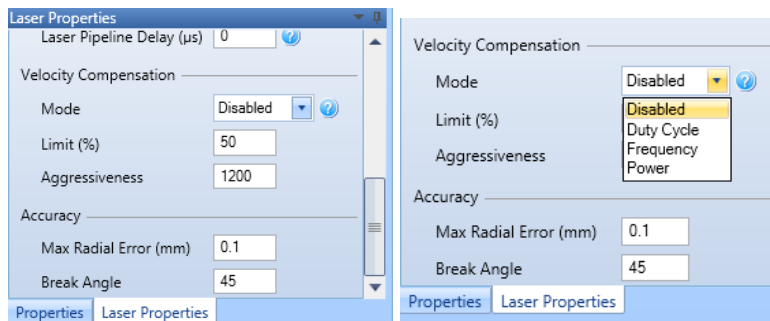 Laser Properties
Laser Pipeline Delay (µs) 0 ?
Velocity Compensation
Mode Disabled ?
Limit (%) 50
Aggressiveness 1200
Accuracy
Max Radial Error (mm) 0.1
Break Angle 45
Properties Laser Properties
Velocity Compensation
Mode Disabled ?
Disabled
Limit (%)
Duty Cycle
Frequency
Aggressiveness
Power
Accuracy
Max Radial Error (mm) 0.1
Break Angle 45
Properties Laser Properties